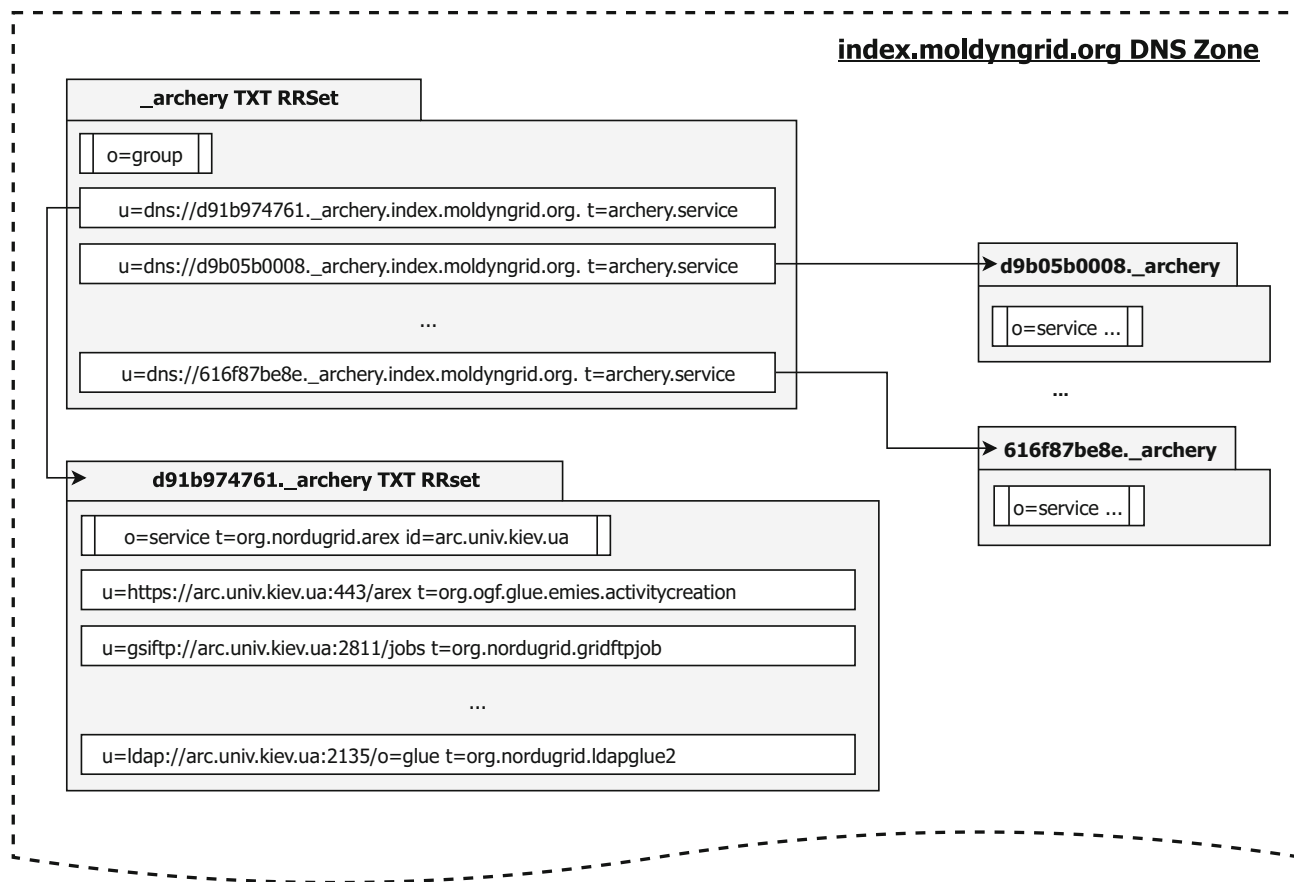 index.moldyngrid.org DNS Zone
_archery TXT RRSet
o=group
u=dns://d91b974761._archery.index.moldyngrid.org. t=archery.service
u=dns://d9b05b0008._archery.index.moldyngrid.org. t=archery.service
...
u=dns://616f87be8e._archery.index.moldyngrid.org. t=archery.service
d9b05b0008._archery
o=service ...
...
616f87be8e._archery
o=service ...
d91b974761._archery TXT RRset
o=service t=org.nordugrid.arex id=arc.univ.kiev.ua
u=https://arc.univ.kiev.ua:443/arex t=org.ogf.glue.emies.activitycreation
u=gsiftp://arc.univ.kiev.ua:2811/jobs t=org.nordugrid.gridftpjob
...
u=ldap://arc.univ.kiev.ua:2135/o=glue t=org.nordugrid.ldapglue2